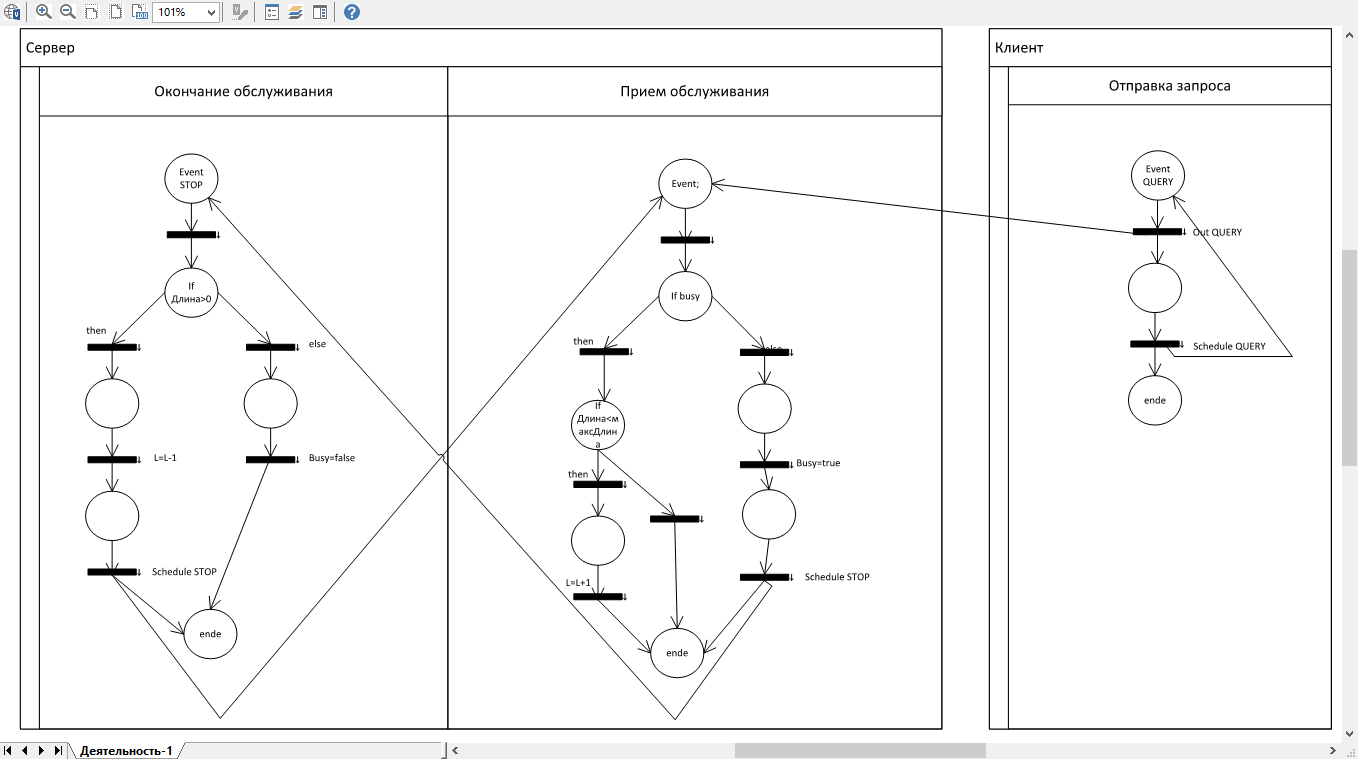 101%
Сервер
Клиент
Окончание обслуживания
Прием обслуживания
Отправка запроса
Event
STOP
If
Длина>0
then
else
L=L-1
Busy=false
Schedule STOP
ende
Event;
If busy
then
else
If
Длина<м
аксДлин
а
then
Busy=true
L=L+1
Schedule STOP
ende
Event
QUERY
Out QUERY
Schedule QUERY
ende
Деятельность-1